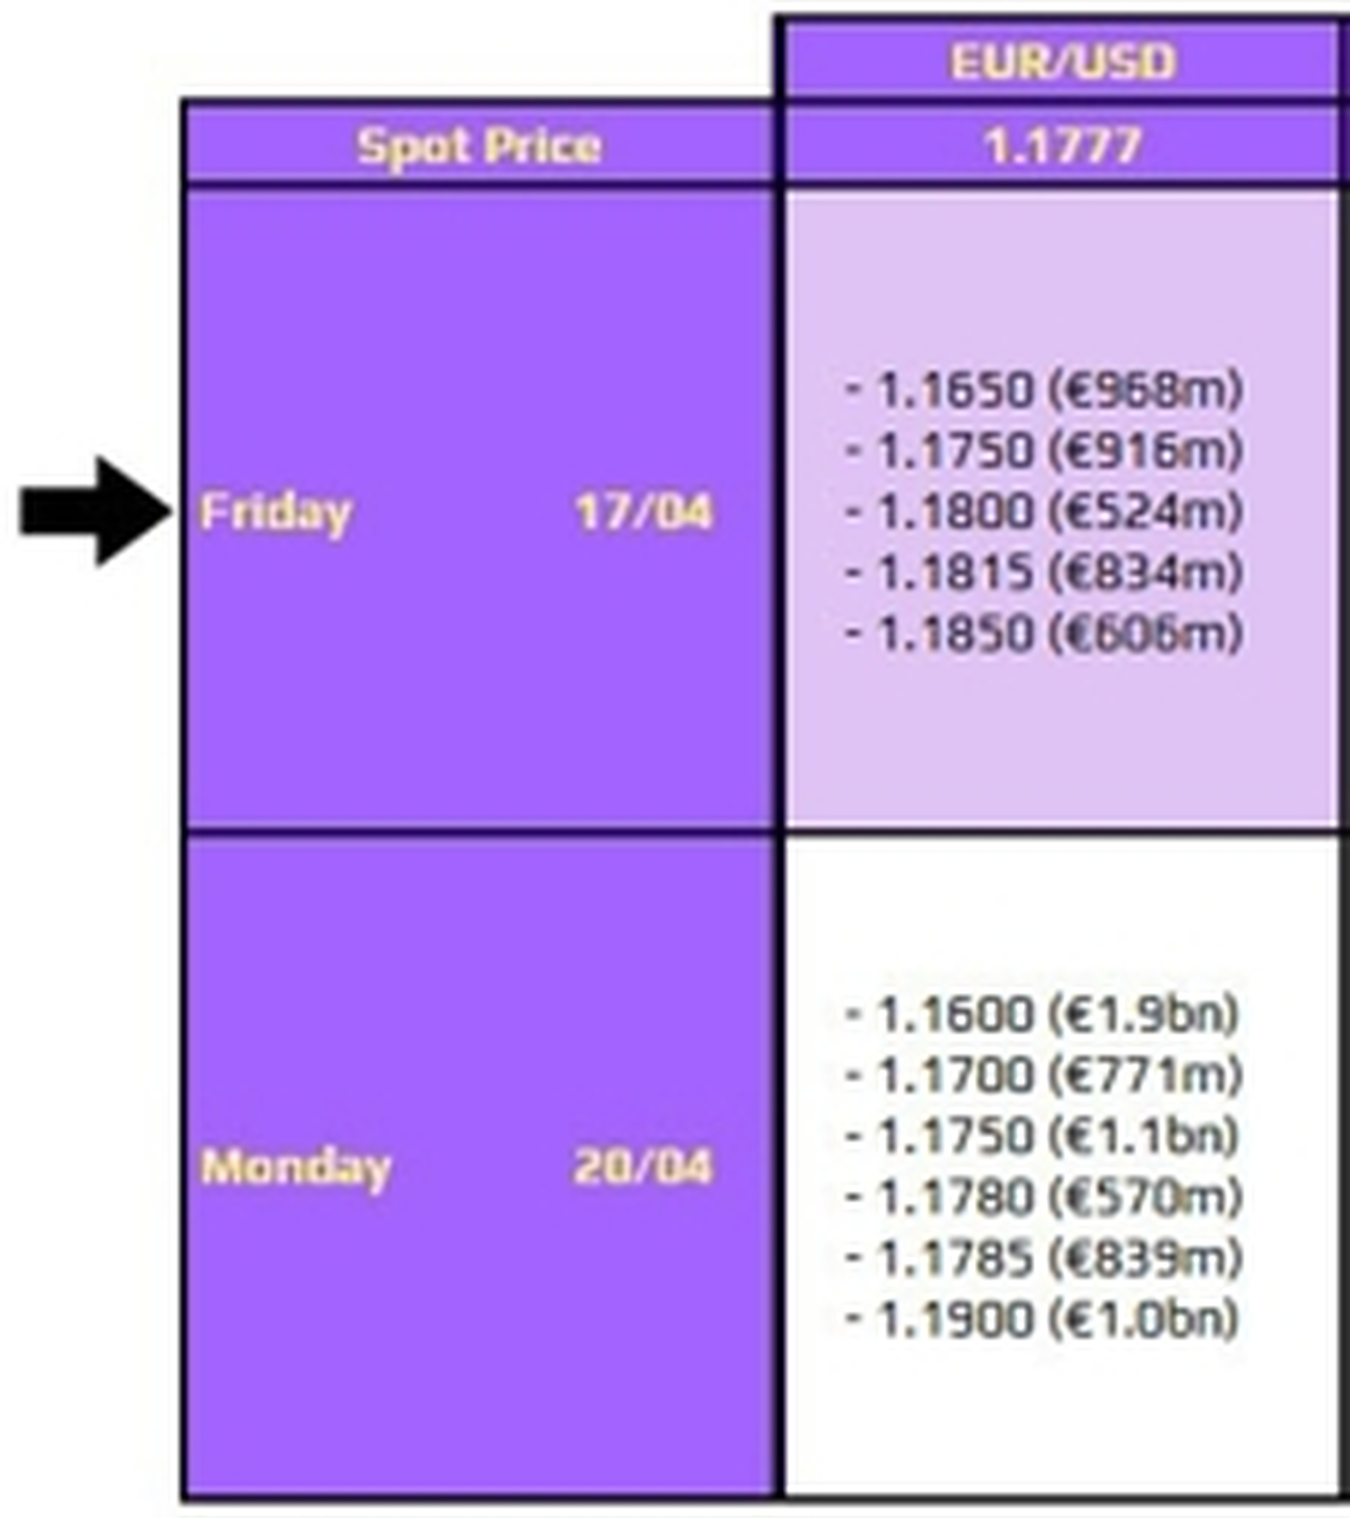 EUR/USD
Spot Price 1.1777
Friday 17/04
- 1.1650 (€968m)
- 1.1750 (€916m)
- 1.1800 (€524m)
- 1.1815 (€834m)
- 1.1850 (€606m)
Monday 20/04
- 1.1600 (€1.9bn)
- 1.1700 (€771m)
- 1.1750 (€1.1bn)
- 1.1780 (€570m)
- 1.1785 (€839m)
- 1.1900 (€1.0bn)